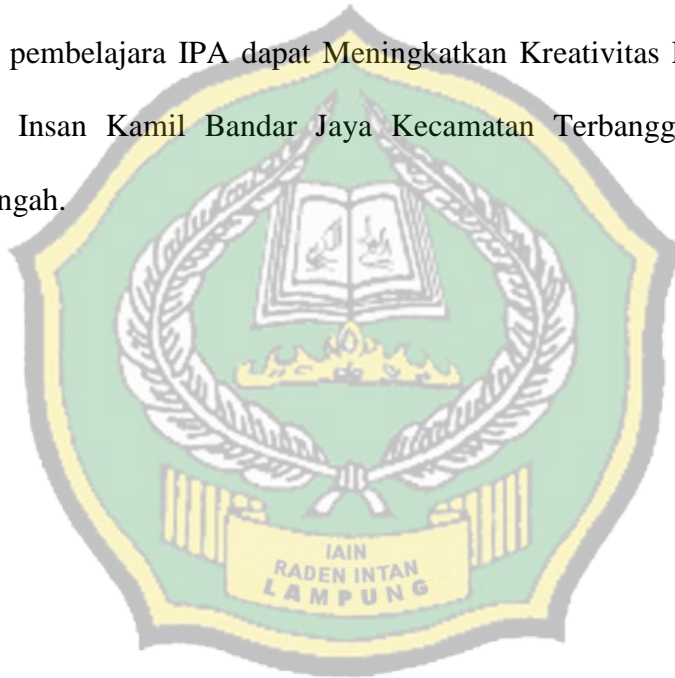 pembelajara IPA dapat Meningkatkan Kreativitas
Insan Kamil Bandar Jaya Kecamatan Terbangg
ngah.
IAIN
RADEN INTAN
LAMPUNG